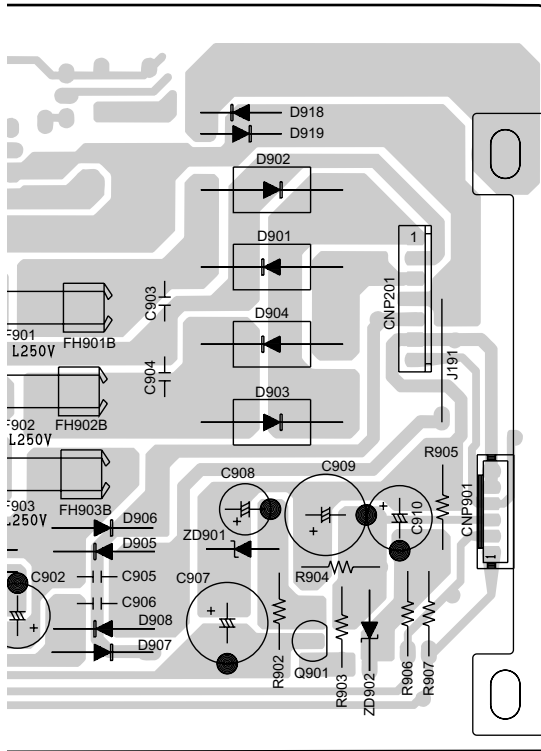 D918
D919
D902
1
D901
C903
CNP201
D904
F901
L250V
FH901B
C904
J191
D903
F902
L250V
FH902B
R905
C908
C909
CNP901
F903
L250V
FH903B
D906
ZD901
C910
D905
R904
C902
C905
C907
1
C906
D908
D907
R902
Q901
R903
ZD902
R906
R907